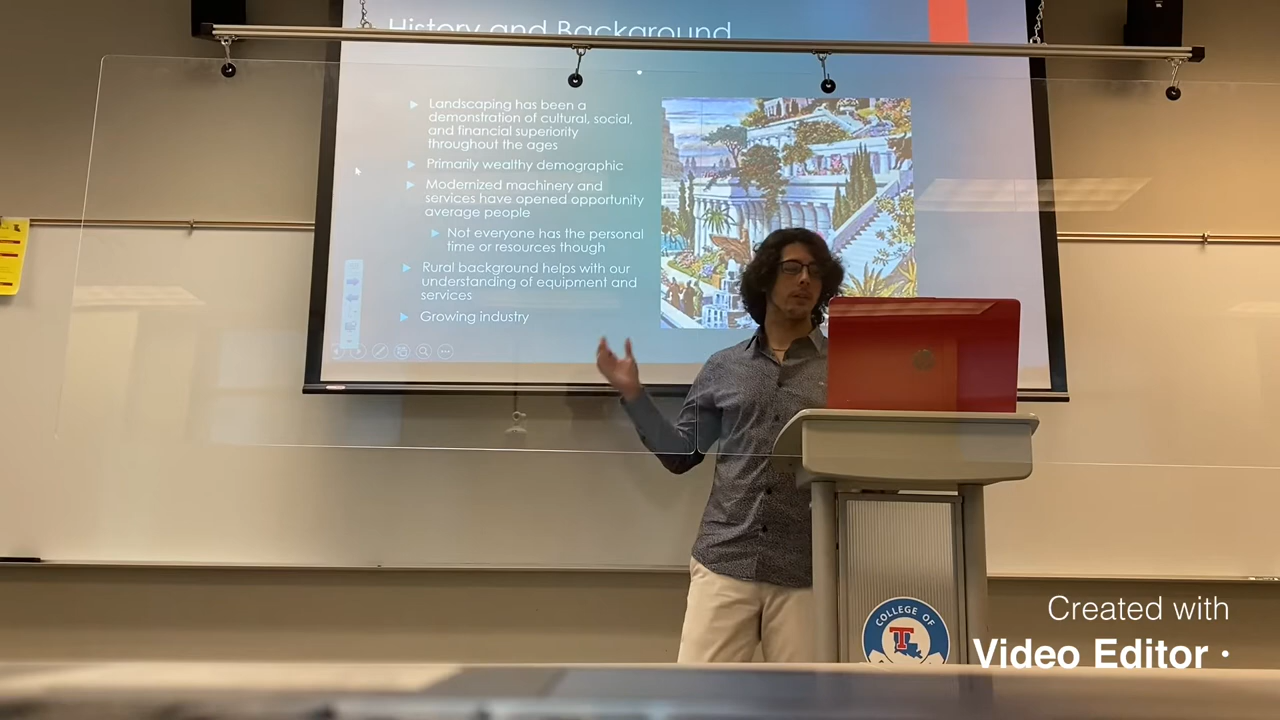 History and Background
Landscaping has been a
demonstration of cultural, social,
and financial superiority
throughout the ages
Primarily wealthy demographic
Modernized machinery and
services have opened opportunity
average people
Not everyone has the personal
time or resources though
Rural background helps with our
understanding of equipment and
services
Growing industry
COLLEGE OF
T
Created with
Video Editor